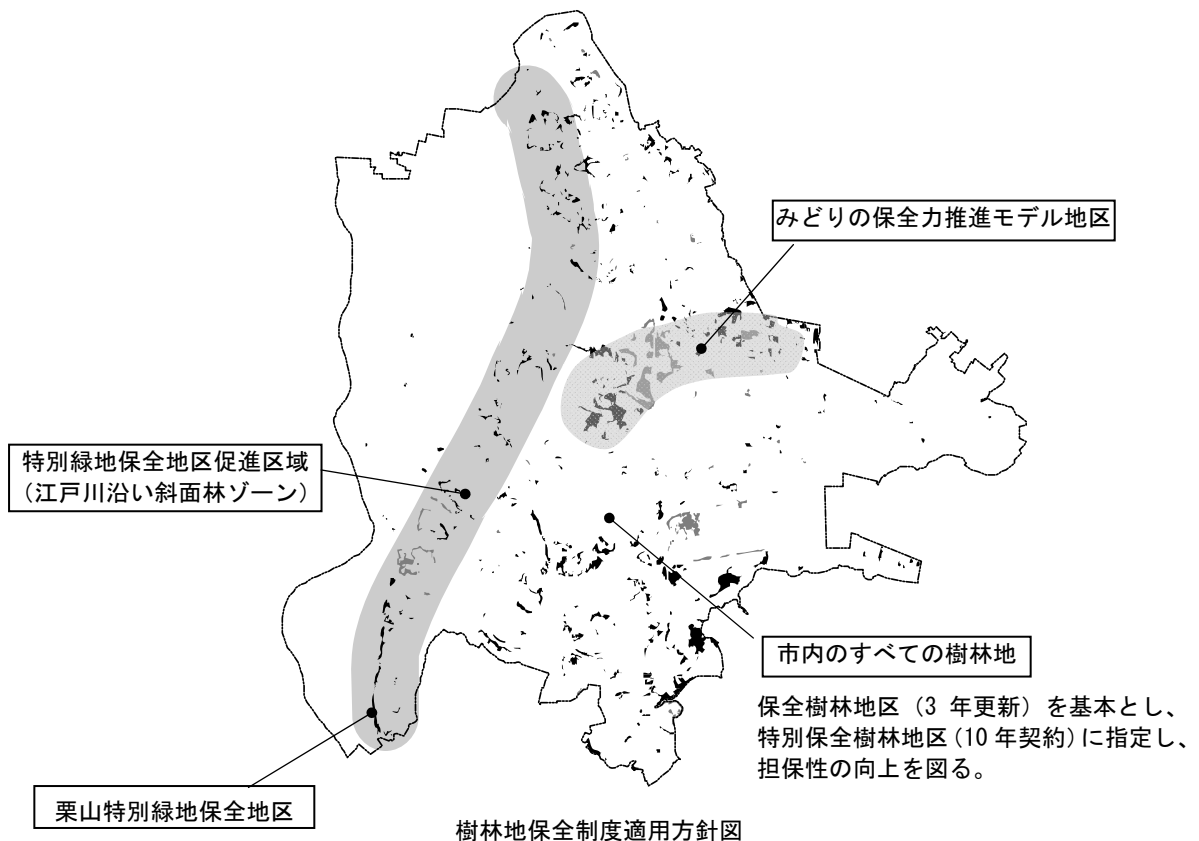 みどりの保全力推進モデル地区
特別緑地保全地区促進区域
（江戸川沿い斜面林ゾーン）
市内のすべての樹林地
保全樹林地区（3 年更新）を基本とし、
特別保全樹林地区（10 年契約）に指定し、
担保性の向上を図る。
栗山特別緑地保全地区
樹林地保全制度適用方針図